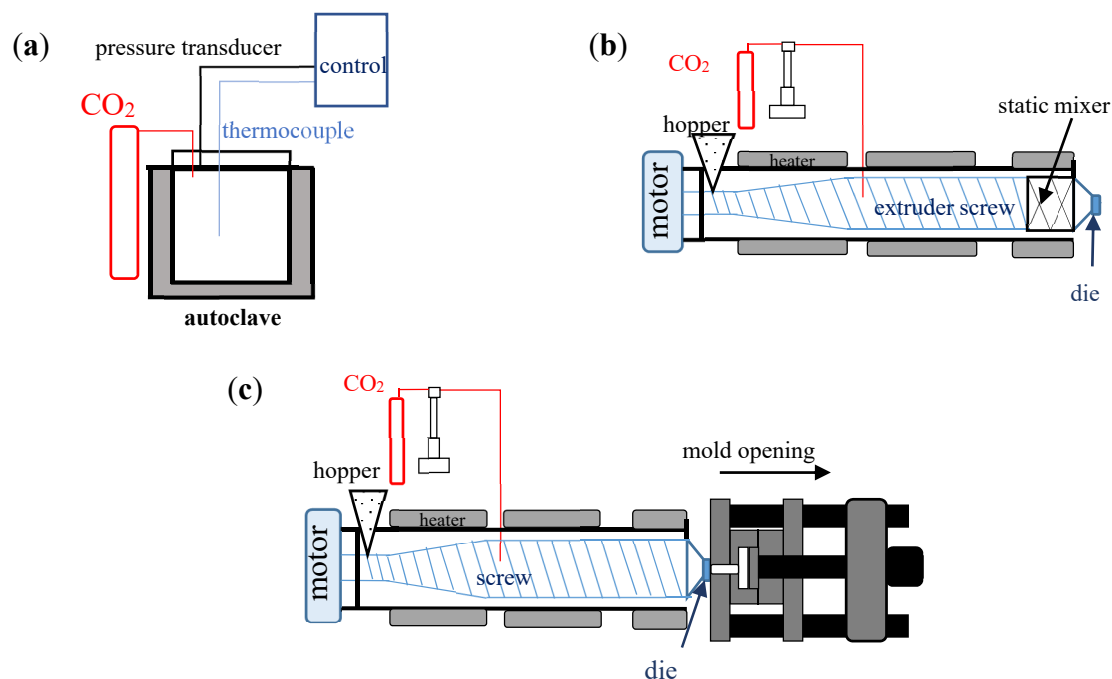 (a)
pressure transducer
control
CO2
thermocouple
autoclave
(b)
CO2
static mixer
hopper
heater
motor
extruder screw
die
(c)
CO2
mold opening
hopper
heater
motor
screw
die